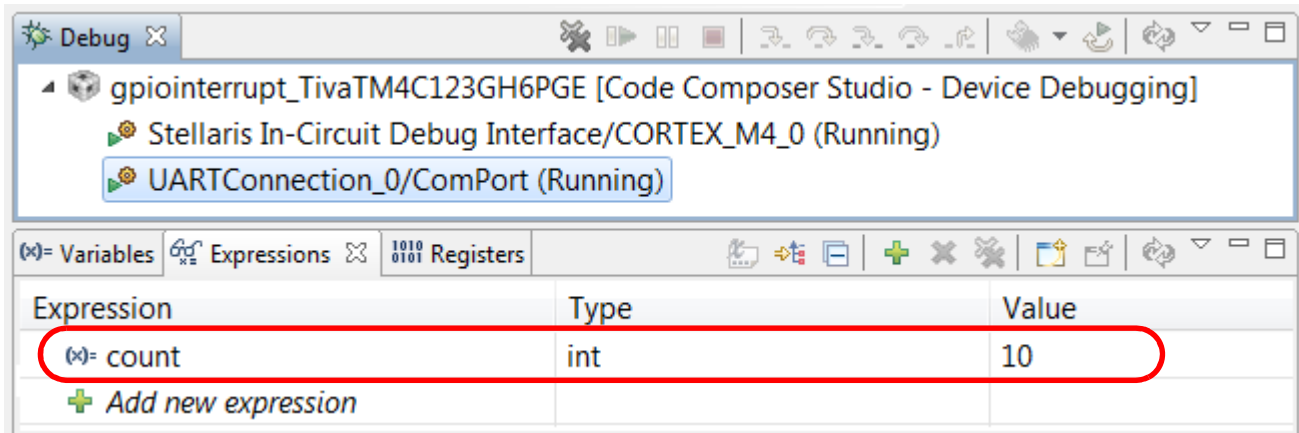 Debug
gpiointerrupt_TivaTM4C123GH6PGE [Code Composer Studio - Device Debugging]
Stellaris In-Circuit Debug Interface/CORTEX_M4_0 (Running)
UARTConnection_0/ComPort (Running)
(x)= Variables Expressions 1010 0101 Registers
Expression Type Value
(x)= count int 10
Add new expression